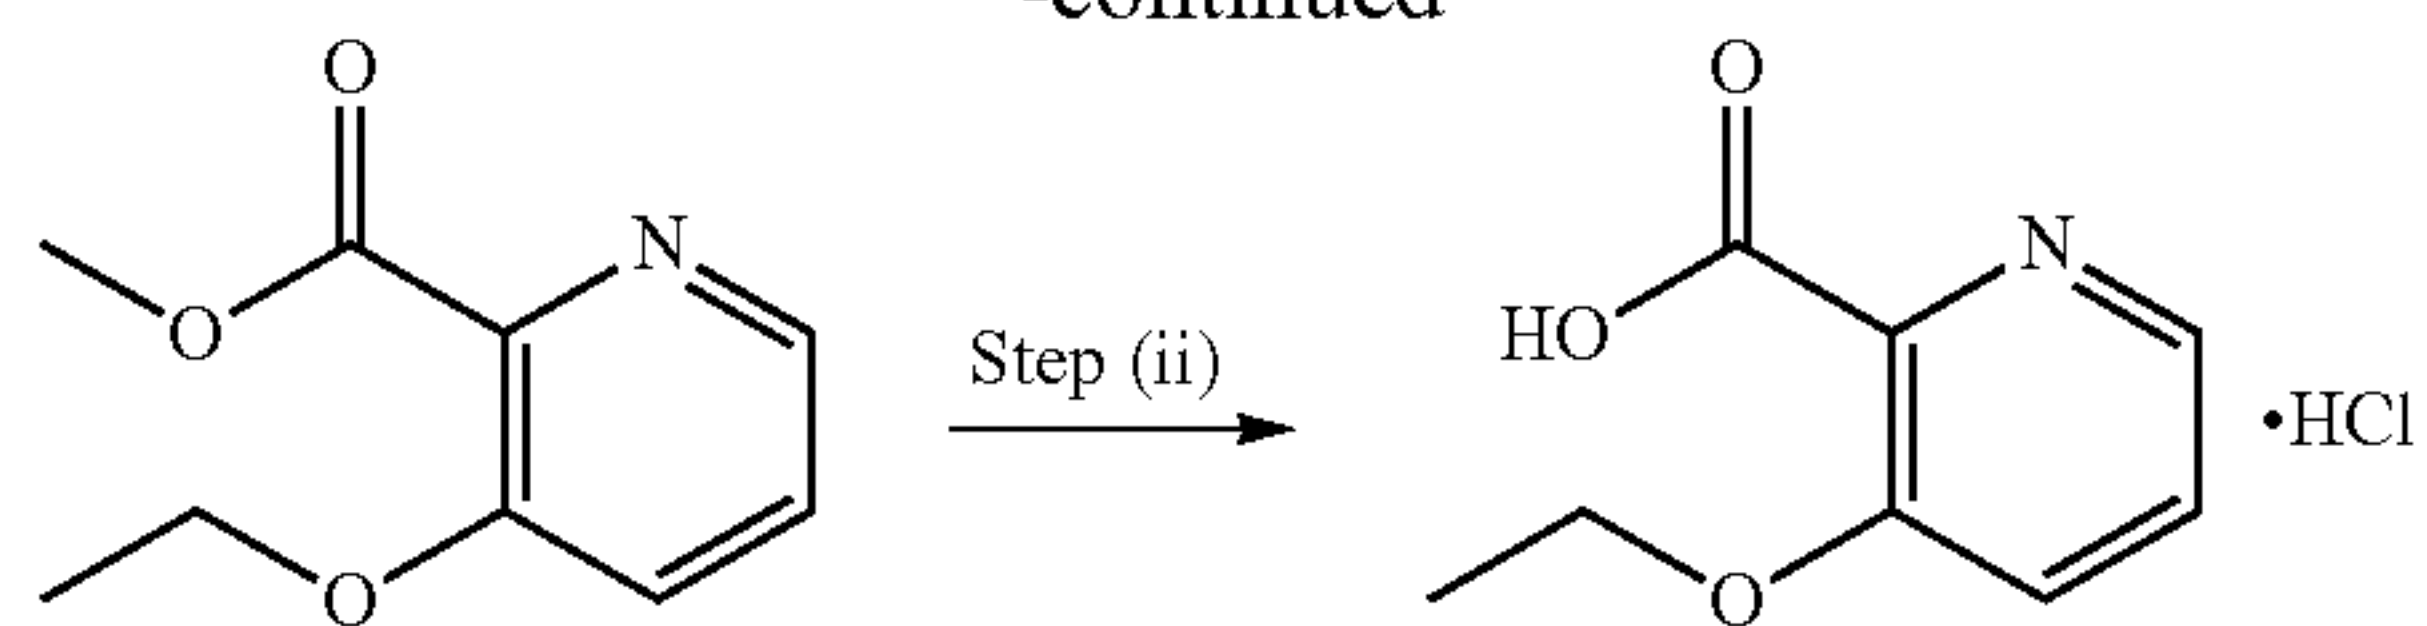 -continued
O O
N N
O Step (ii) HO
•HCl
O O